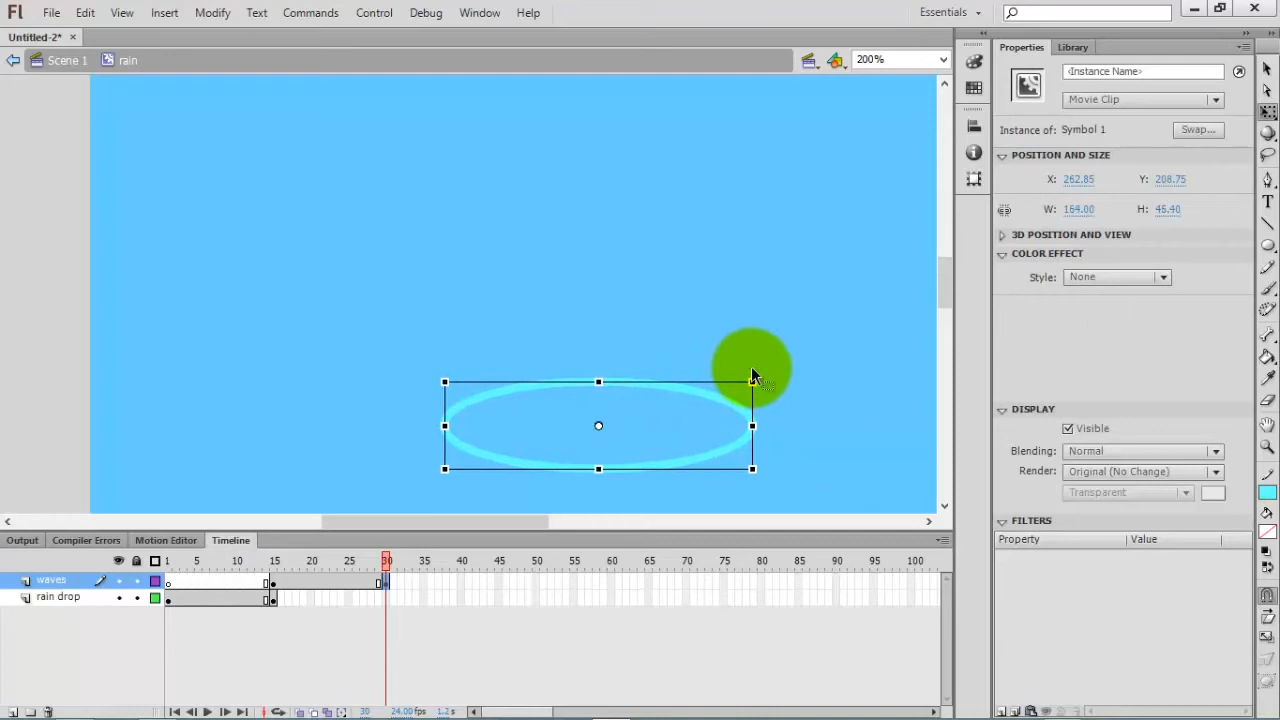 Fl File Edit View Insert Modify Text Commands Control Debug Window Help Essentials
Untitled-2* ×
Scene 1 rain 200%
Properties Library
<Instance Name>
Movie Clip
Instance of: Symbol 1 Swap...
POSITION AND SIZE
X: 262.85 Y: 208.75
W: 164.00 H: 46.40
3D POSITION AND VIEW
COLOR EFFECT
Style: None
DISPLAY
Visible
Blending: Normal
Render: Original (No Change)
Transparent
FILTERS
Property Value
Output Compiler Errors Motion Editor Timeline
1 5 10 15 20 25 30 35 40 45 50 55 60 65 70 75 80 85 90 95 100
waves
rain drop
30 24.00fps 1.2s